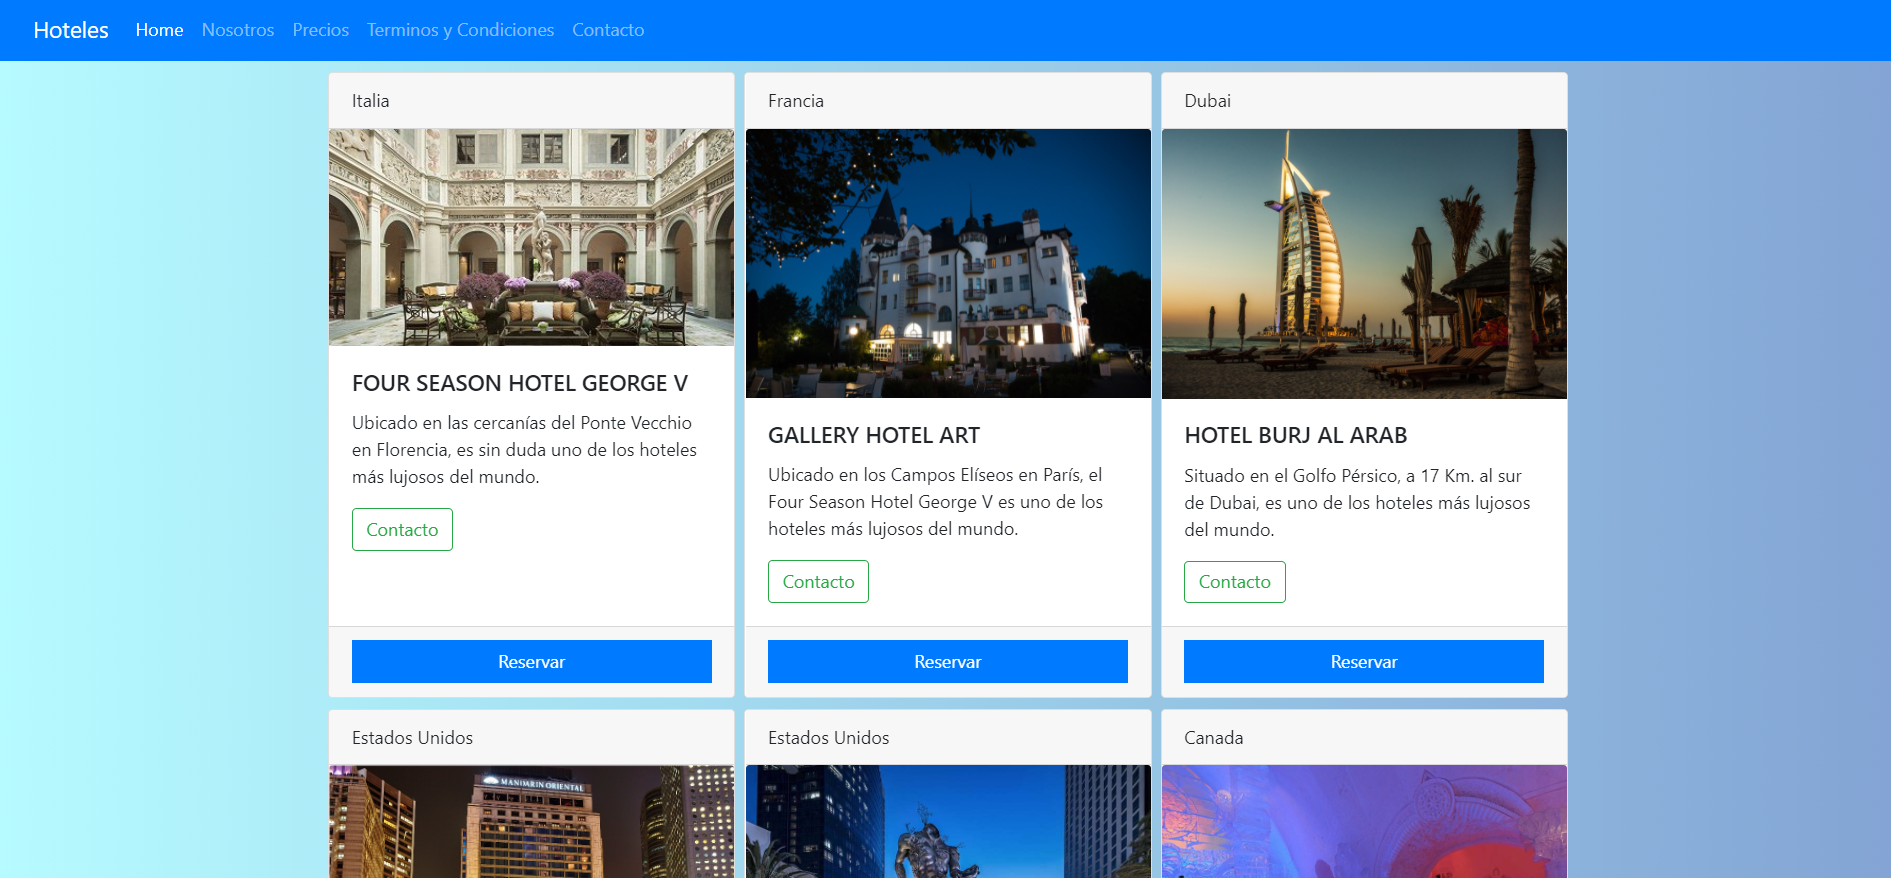 Hoteles Home Nosotros Precios Terminos y Condiciones Contacto
Italia
FOUR SEASON HOTEL GEORGE V
Ubicado en las cercanías del Ponte Vecchio
en Florencia, es sin duda uno de los hoteles
más lujosos del mundo.
Contacto
Reservar
Francia
GALLERY HOTEL ART
Ubicado en los Campos Elíseos en París, el
Four Season Hotel George V es uno de los
hoteles más lujosos del mundo.
Contacto
Reservar
Dubai
HOTEL BURJ AL ARAB
Situado en el Golfo Pérsico, a 17 Km. al sur
de Dubai, es uno de los hoteles más lujosos
del mundo.
Contacto
Reservar
Estados Unidos
MANDARIN ORIENTAL
Estados Unidos
Canada